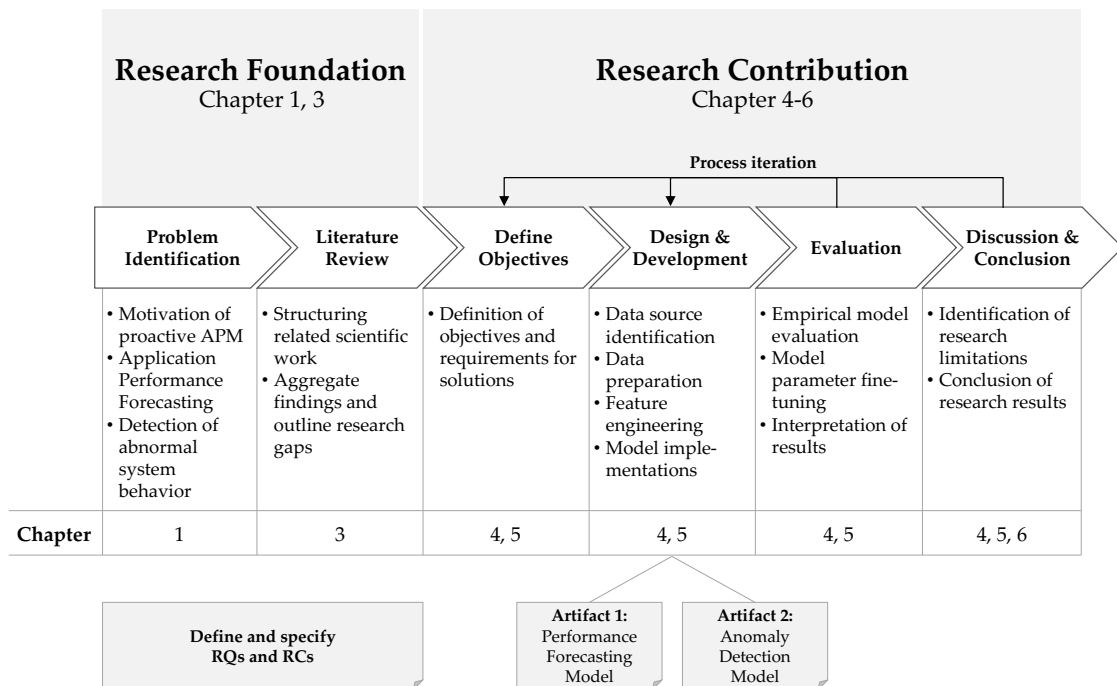 Research Foundation
Chapter 1, 3
Research Contribution
Chapter 4-6
Process iteration
Problem
Identification
Literature
Review
Define
Objectives
Design &
Development
Evaluation
Discussion &
Conclusion
• Motivation of
proactive APM
• Application
Performance
Forecasting
• Detection of
abnormal
system
behavior
• Structuring
related scientific
work
• Aggregate
findings and
outline research
gaps
• Definition of
objectives and
requirements for
solutions
• Data source
identification
• Data
preparation
• Feature
engineering
• Model imple-
mentations
• Empirical model
evaluation
• Model
parameter fine-
tuning
• Interpretation of
results
• Identification of
research
limitations
• Conclusion of
research results
Chapter
1
3
4, 5
4, 5
4, 5
4, 5, 6
Define and specify
RQs and RCs
Artifact 1:
Performance
Forecasting
Model
Artifact 2:
Anomaly
Detection
Model